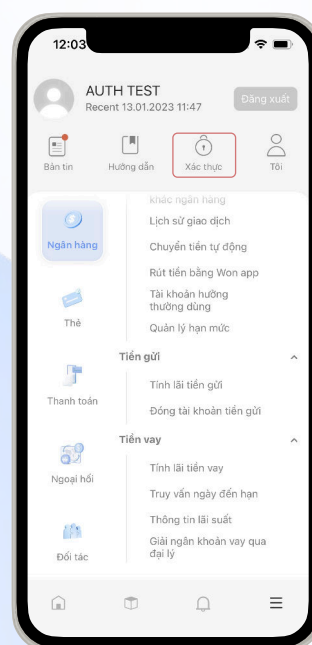 12:03
AUTH TEST
Recent 13.01.2023 11:47
Đăng xuất
Bản tin
Hướng dẫn
Xác thực
Tôi
khác ngân hàng
Ngân hàng
Lịch sử giao dịch
Chuyển tiền tự động
Rút tiền bằng Won app
Thẻ
Tài khoản hưởng
thường dùng
Quản lý hạn mức
Tiền gửi
Thanh toán
Tính lãi tiền gửi
Đóng tài khoản tiền gửi
Tiền vay
Ngoại hối
Tính lãi tiền vay
Truy vấn ngày đến hạn
Thông tin lãi suất
Đối tác
Giải ngân khoản vay qua
đại lý